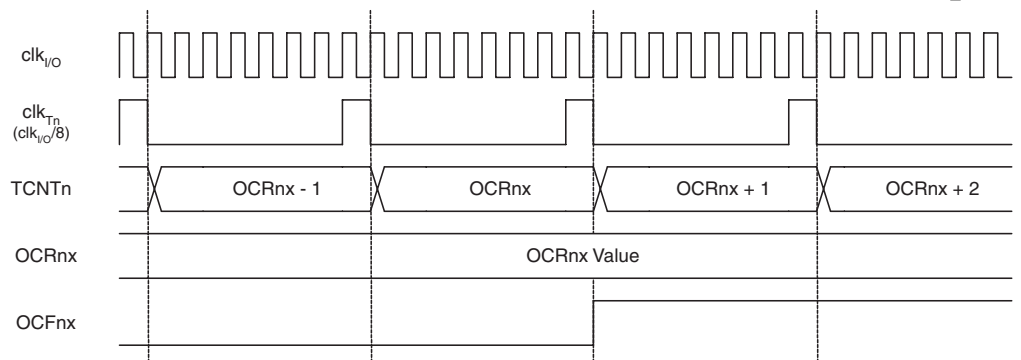 clkI/O
clkTn
(clkI/O/8)
TCNTn OCRnx - 1 OCRnx OCRnx + 1 OCRnx + 2
OCRnx OCRnx Value
OCFnx